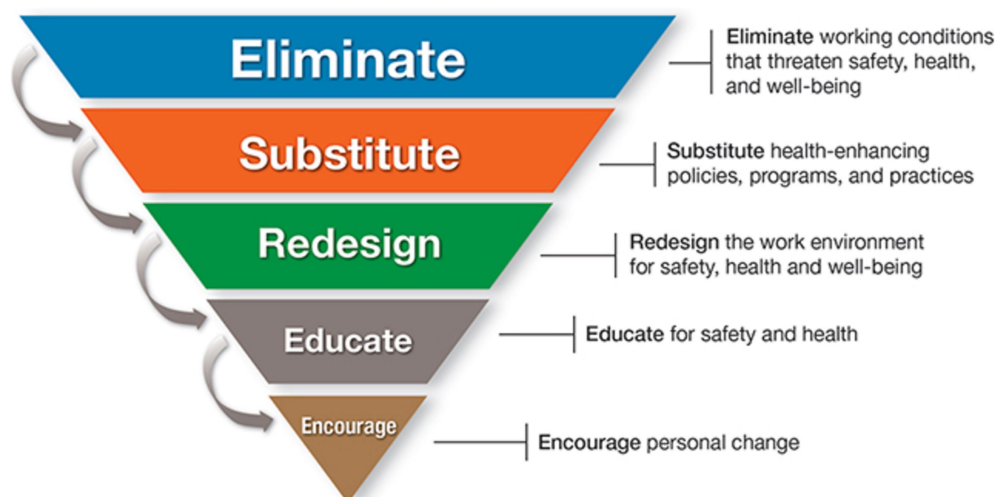 Eliminate
Eliminate working conditions
that threaten safety, health,
and well-being
Substitute
Substitute health-enhancing
policies, programs, and practices
Redesign
Redesign the work environment
for safety, health and well-being
Educate
Educate for safety and health
Encourage
Encourage personal change